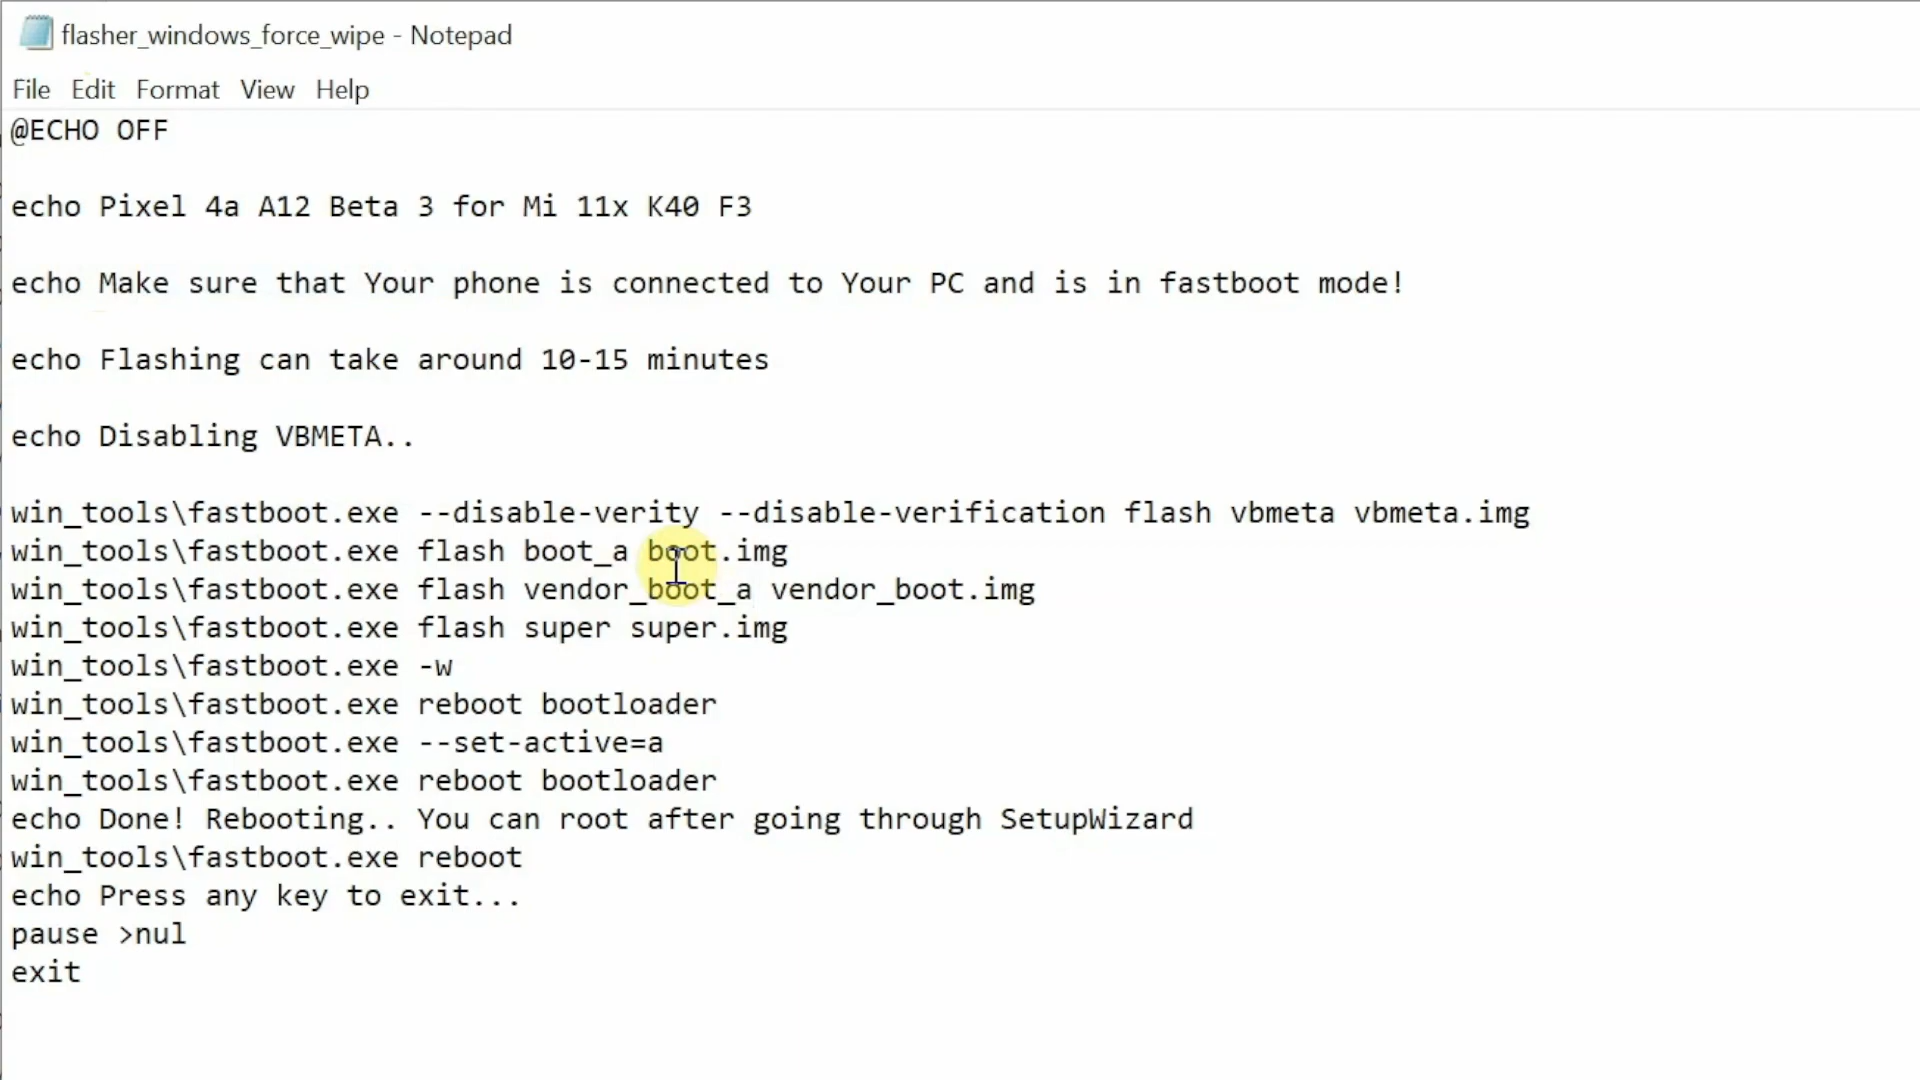 flasher_windows_force_wipe - Notepad
File Edit Format View Help
@ECHO OFF
echo Pixel 4a A12 Beta 3 for Mi 11x K40 F3
echo Make sure that Your phone is connected to Your PC and is in fastboot mode!
echo Flashing can take around 10-15 minutes
echo Disabling VBMETA..
win_tools\fastboot.exe --disable-verity --disable-verification flash vbmeta vbmeta.img
win_tools\fastboot.exe flash boot_a boot.img
win_tools\fastboot.exe flash vendor_boot_a vendor_boot.img
win_tools\fastboot.exe flash super super.img
win_tools\fastboot.exe -w
win_tools\fastboot.exe reboot bootloader
win_tools\fastboot.exe --set-active=a
win_tools\fastboot.exe reboot bootloader
echo Done! Rebooting.. You can root after going through SetupWizard
win_tools\fastboot.exe reboot
echo Press any key to exit...
pause >nul
exit